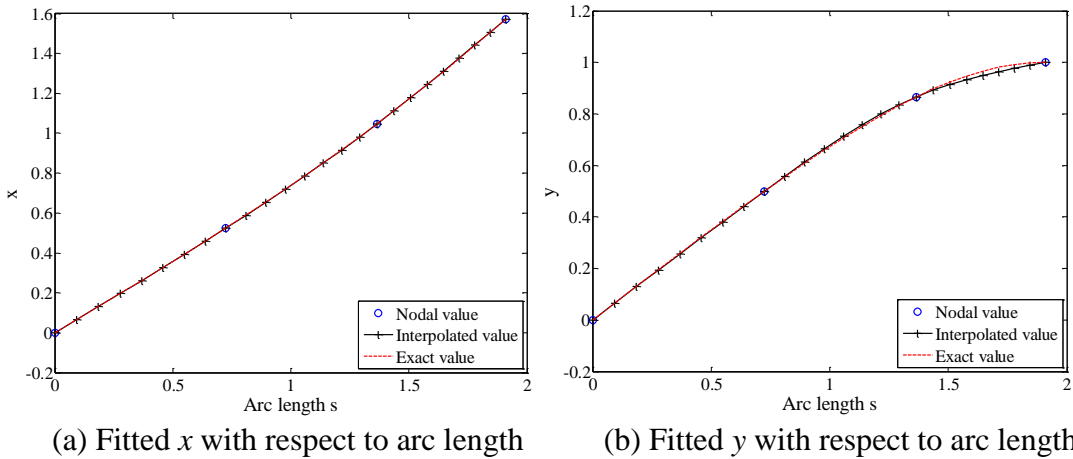 1.6
1.4
1.2
1
0.8
0.6
0.4
0.2
0
-0.2
x
0
0.5
1
1.5
2
Arc length s
Nodal value
Interpolated value
Exact value
(a) Fitted x with respect to arc length
1.2
1
0.8
0.6
0.4
0.2
0
-0.2
y
0
0.5
1
1.5
2
Arc length s
Nodal value
Interpolated value
Exact value
(b) Fitted y with respect to arc length